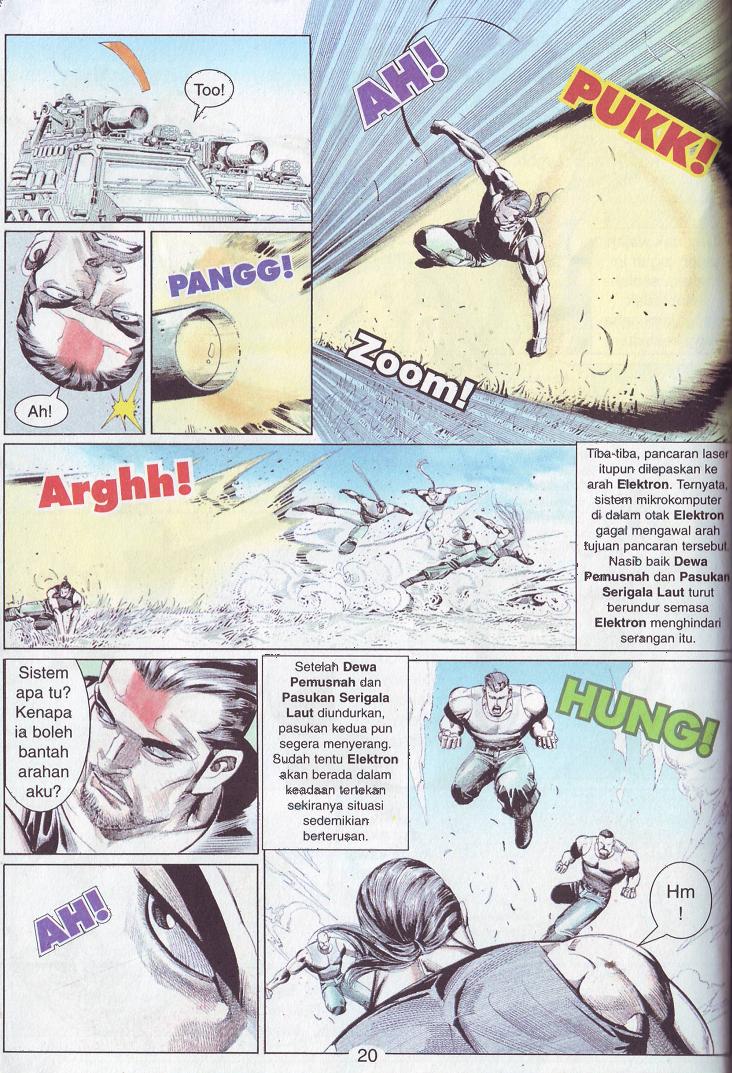 Too!
AH!
PUKK!
Ah!
PANGG!
Zoom!
Arghh!
Tiba-tiba, pancaran laser
itupun dilepaskan ke
arah Elektron. Ternyata,
sistem mikrokomputer
di dalam otak Elektron
gagal mengawal arah
tujuan pancaran tersebut.
Nasib baik Dewa
Pemusnah dan Pasukan
Serigala Laut turut
berundur semasa
Elektron menghindari
serangan itu.
Sistem
apa tu?
Kenapa
ia boleh
bantah
arahan
aku?
Setelah Dewa
Pemusnah dan
Pasukan Serigala
Laut diundurkan,
pasukan kedua pun
segera menyerang.
Sudah tentu Elektron
akan berada dalam
keadaan tertekan
sekiranya situasi
sedemikian
berterusan.
HUNG!
AH!
Hm
!
20